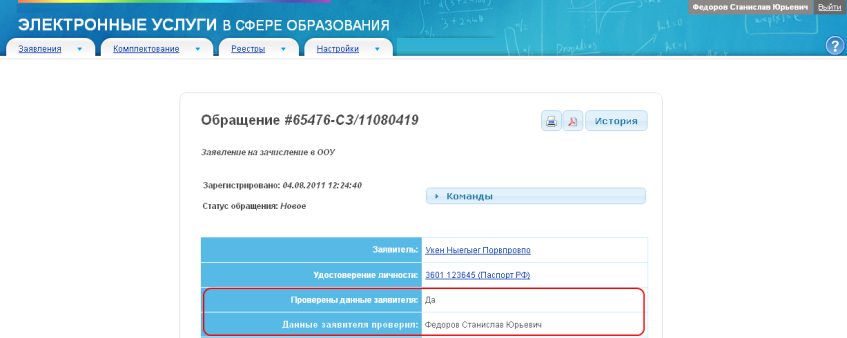 Федоров Станислав Юрьевич Выйти
ЭЛЕКТРОННЫЕ УСЛУГИ В СФЕРЕ ОБРАЗОВАНИЯ
Заявления Комплектование Реестры Настройки ?
Обращение #65476-СЗ/11080419 История
Заявление на зачисление в ООУ
Зарегистрировано: 04.08.2011 12:24:40
Команды
Статус обращения: Новое
Заявитель: Укен Ныегыег Порвпровпо
Удостоверение личности: 3601 123645 (Паспорт РФ)
Проверены данные заявителя: Да
Данные заявителя проверил: Федоров Станислав Юрьевич